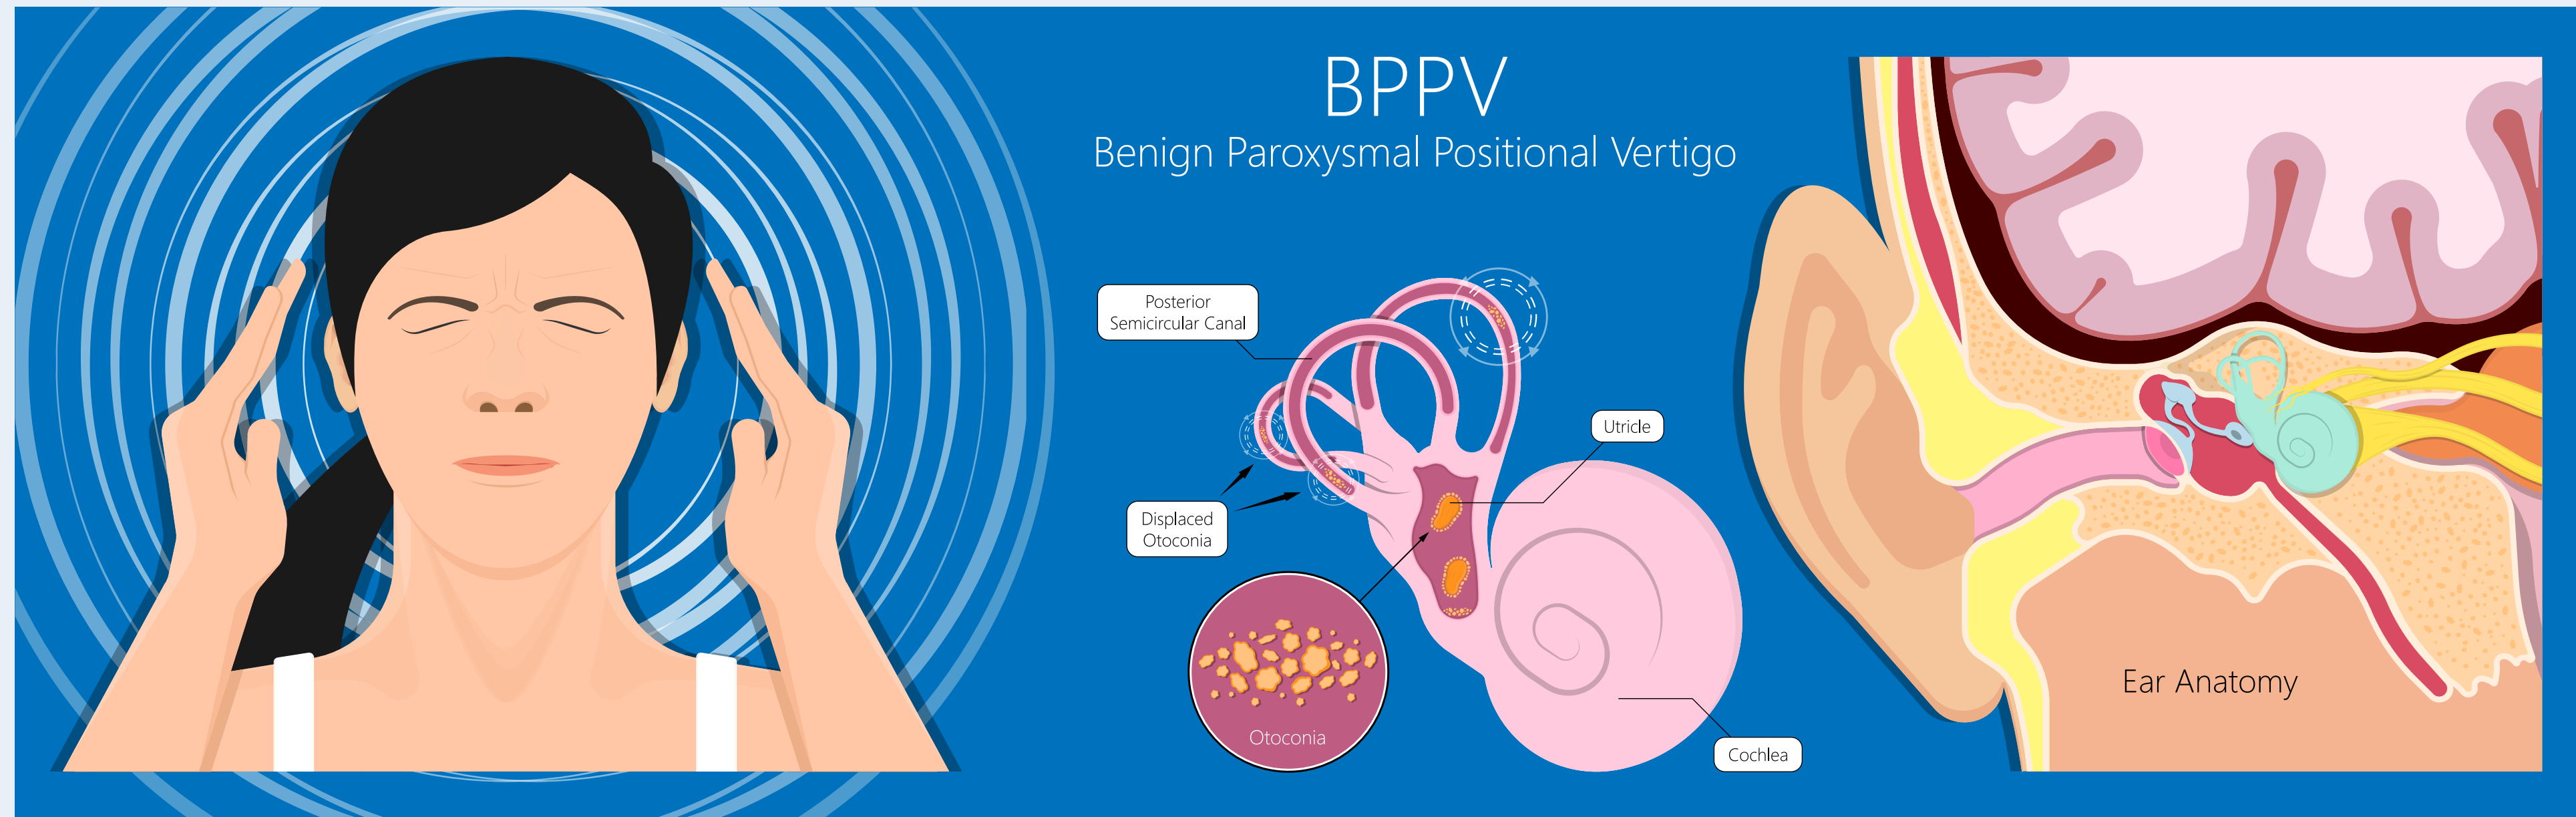 BPPV
Benign Paroxysmal Positional Vertigo
Posterior
Semicircular Canal
Utricle
Displaced
Otoconia
Otoconia
Cochlea
Ear Anatomy